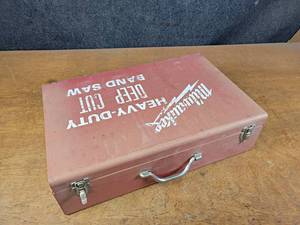 Milwaukee
HEAVY-DUTY
DEEP CUT
BAND SAW